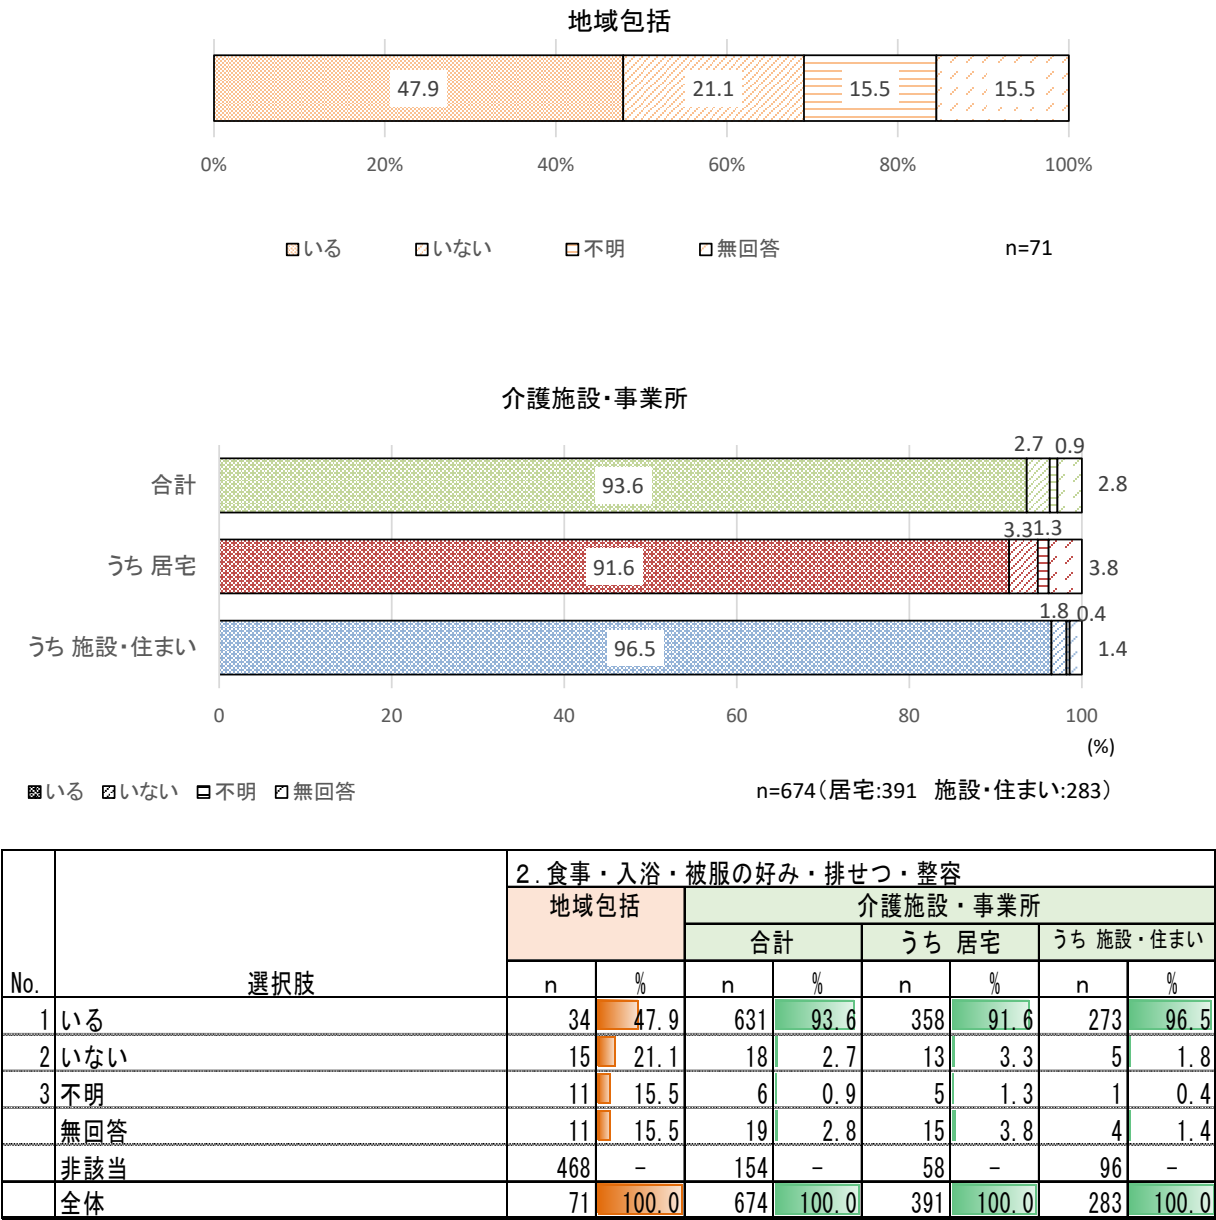 地域包括
47.9 21.1 15.5 15.5
0% 20% 40% 60% 80% 100%
いる いない 不明 無回答 n=71
介護施設・事業所
2.7 0.9
合計 93.6 2.8
3.3 1.3
うち 居宅 91.6 3.8
1.8 0.4
うち 施設・住まい 96.5 1.4
0 20 40 60 80 100
(%)
いる いない 不明 無回答 n=674(居宅:391 施設・住まい:283)
2.食事・入浴・被服の好み・排せつ・整容
地域包括 介護施設・事業所
合計 うち 居宅 うち 施設・住まい
No. 選択肢 n % n % n % n %
1 いる 34 47.9 631 93.6 358 91.6 273 96.5
2 いない 15 21.1 18 2.7 13 3.3 5 1.8
3 不明 11 15.5 6 0.9 5 1.3 1 0.4
無回答 11 15.5 19 2.8 15 3.8 4 1.4
非該当 468 - 154 - 58 - 96 -
全体 71 100.0 674 100.0 391 100.0 283 100.0